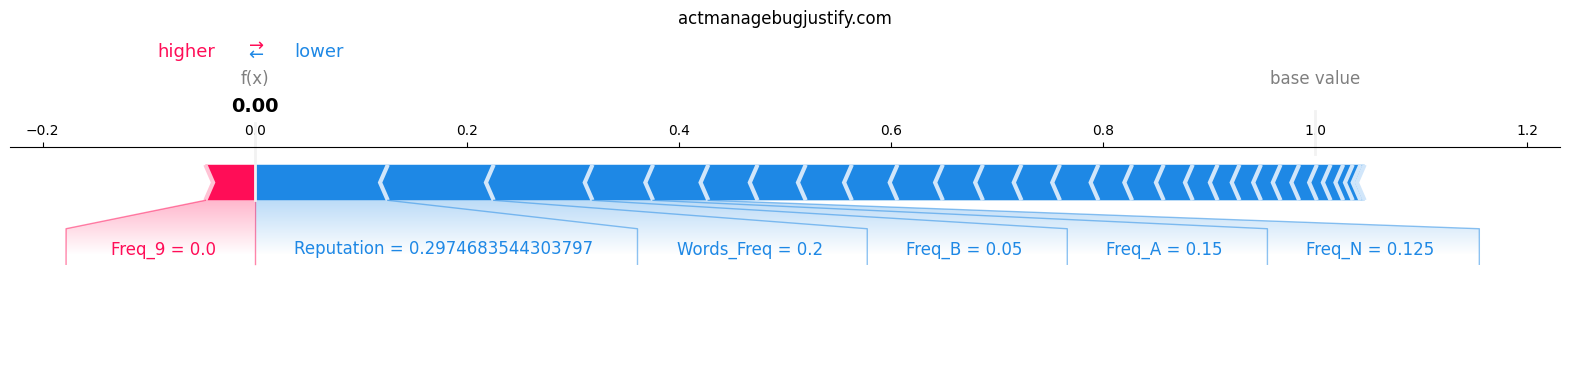 actmanagebugjustify.com
higher ⇄ lower
f(x) base value
0.00
−0.2 0 0 0.2 0.4 0.6 0.8 1 0 1.2
Freq_9 = 0.0 Reputation = 0.2974683544303797 Words_Freq = 0.2 Freq_B = 0.05 Freq_A = 0.15 Freq_N = 0.125